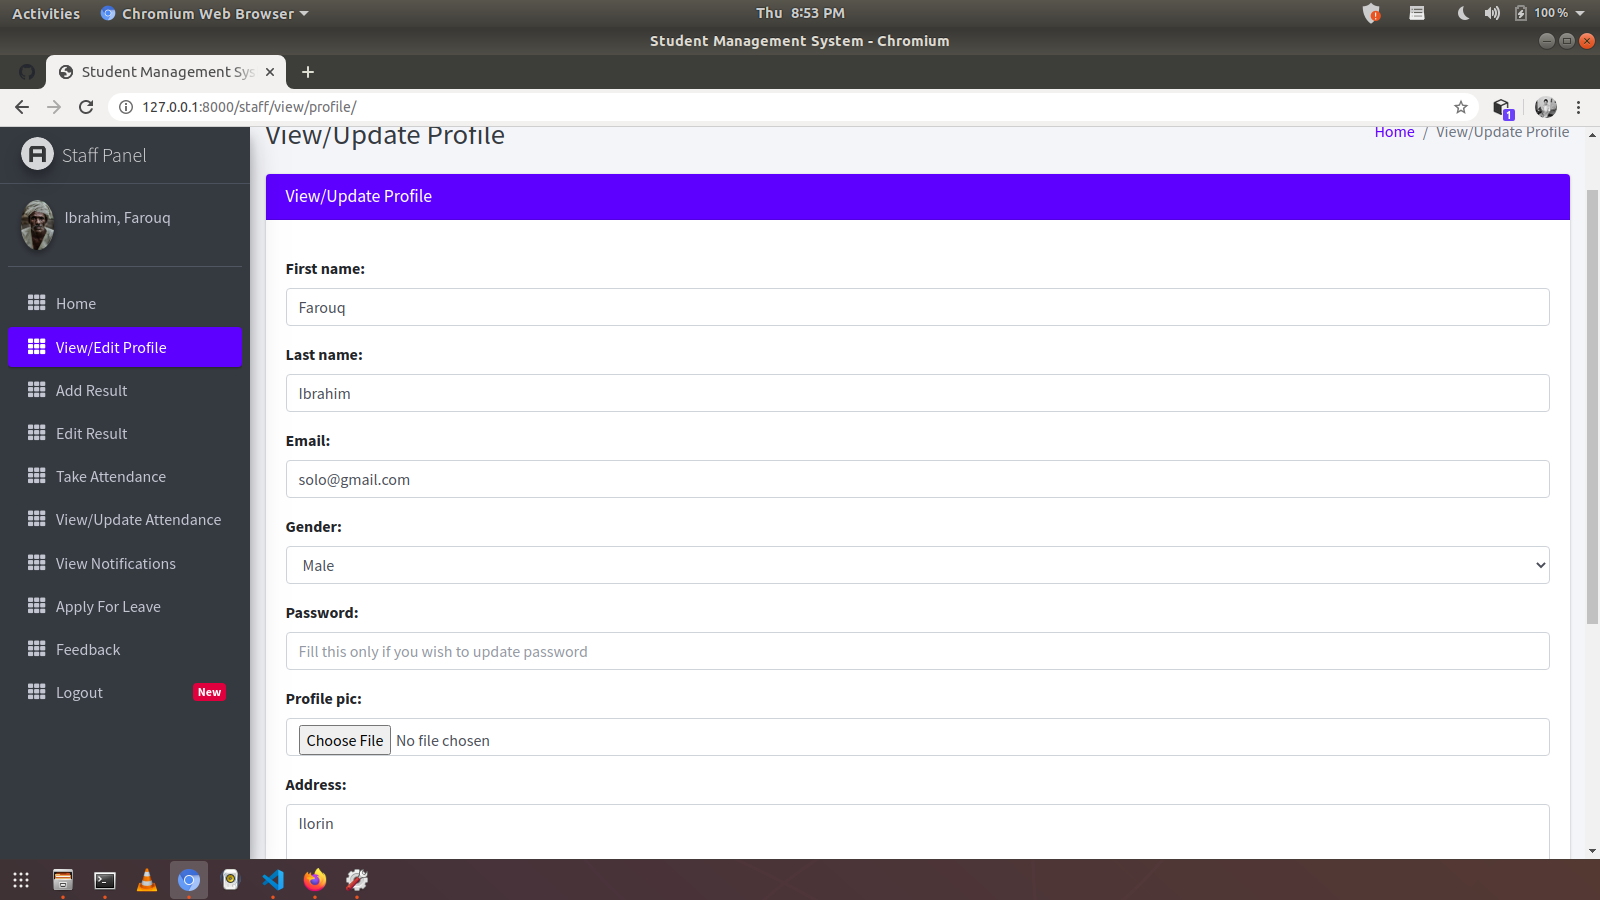 Activities Chromium Web Browser Thu 8:53 PM 100 %
Student Management System - Chromium
Student Management Sys
127.0.0.1:8000/staff/view/profile/
1
View/Update Profile
Home / View/Update Profile
Staff Panel
Ibrahim, Farouq
Home
View/Edit Profile
Add Result
Edit Result
Take Attendance
View/Update Attendance
View Notifications
Apply For Leave
Feedback
Logout New
View/Update Profile
First name:
Farouq
Last name:
Ibrahim
Email:
solo@gmail.com
Gender:
Male
Password:
Fill this only if you wish to update password
Profile pic:
Choose File No file chosen
Address:
Ilorin